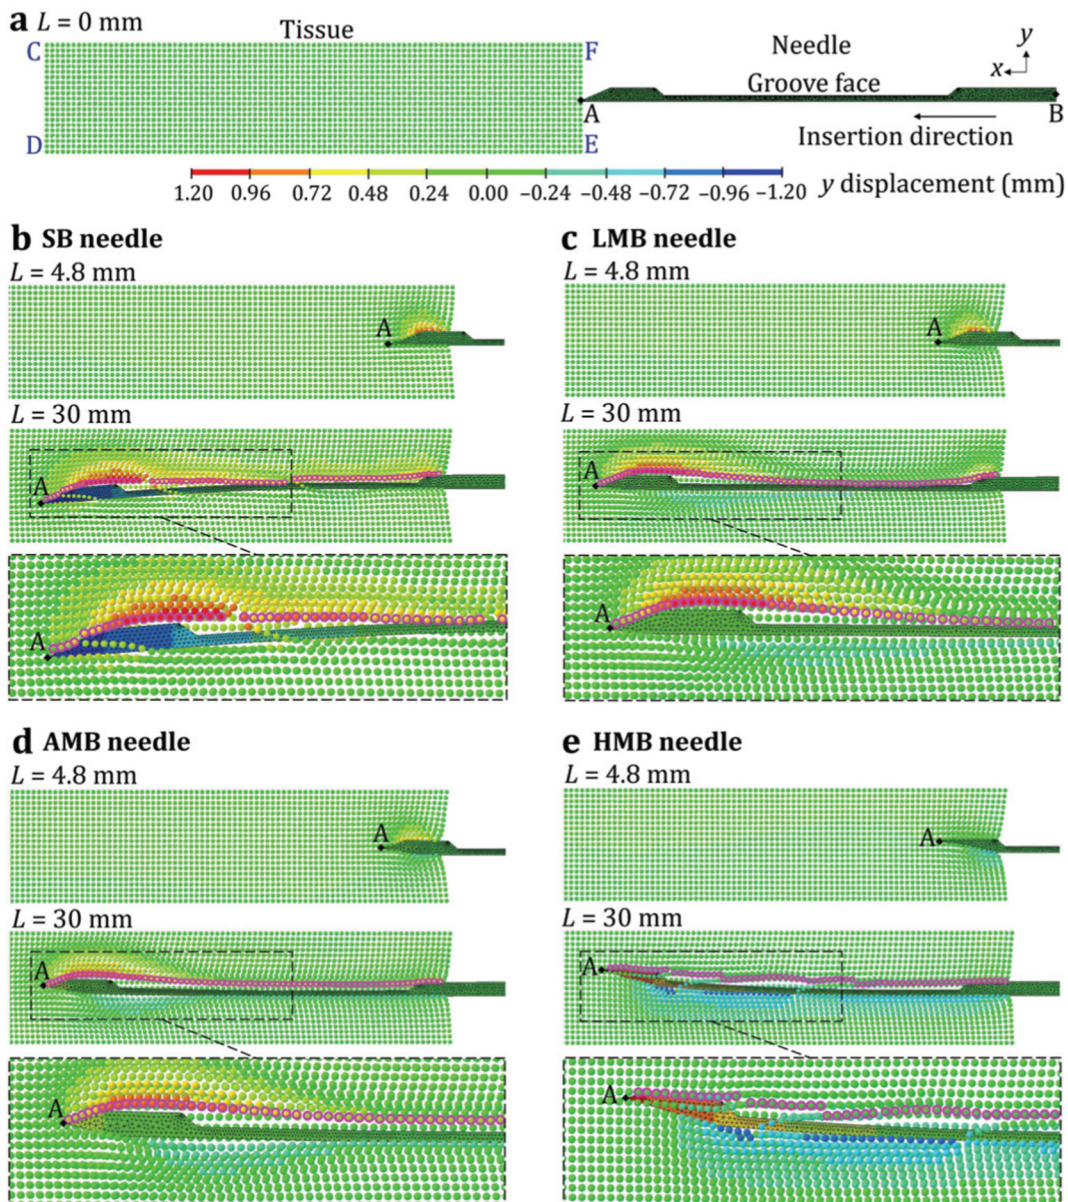 a L = 0 mm
Tissue
C
F
D
E
Needle
Groove face
A
B
y
x
Insertion direction
1.20 0.96 0.72 0.48 0.24 0.00 −0.24 −0.48 −0.72 −0.96 −1.20 y displacement (mm)
b SB needle
L = 4.8 mm
A
L = 30 mm
A
A
c LMB needle
L = 4.8 mm
A
L = 30 mm
A
A
d AMB needle
L = 4.8 mm
A
L = 30 mm
A
A
e HMB needle
L = 4.8 mm
A
L = 30 mm
A
A